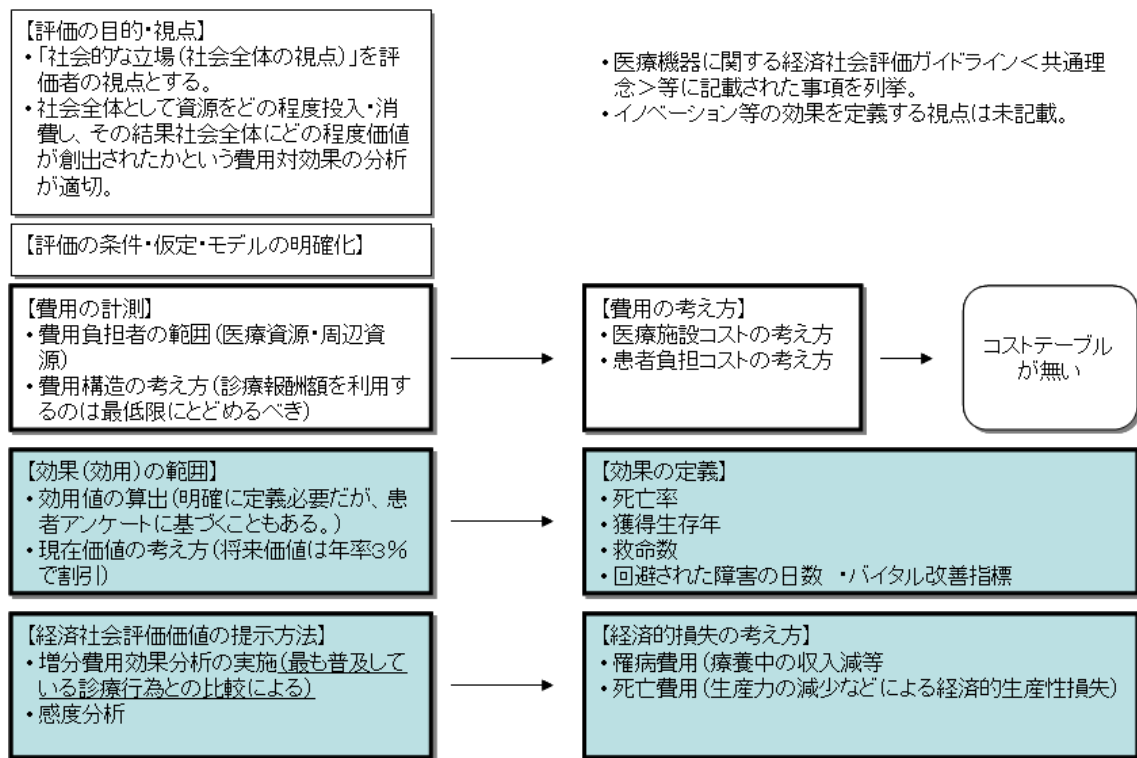 【評価の目的・視点】
・「社会的な立場(社会全体の視点)」を評
価者の視点とする。
・社会全体として資源をどの程度投入・消
費し、その結果社会全体にどの程度価値
が創出されたかという費用対効果の分析
が適切。
・医療機器に関する経済社会評価ガイドライン<共通理
念>等に記載された事項を列挙。
・イノベーション等の効果を定義する視点は未記載。
【評価の条件・仮定・モデルの明確化】
【費用の計測】
・費用負担者の範囲(医療資源・周辺資
源)
・費用構造の考え方(診療報酬額を利用す
るのは最低限にとどめるべき)
【費用の考え方】
・医療施設コストの考え方
・患者負担コストの考え方
コストテーブル
が無い
【効果(効用)の範囲】
・効用値の算出(明確に定義必要だが、患
者アンケートに基づくこともある。)
・現在価値の考え方(将来価値は年率3%
で割引)
【効果の定義】
・死亡率
・獲得生存年
・救命数
・回避された障害の日数 ・バイタル改善指標
【経済社会評価価値の提示方法】
・増分費用効果分析の実施(最も普及して
いる診療行為との比較による)
・感度分析
【経済的損失の考え方】
・罹病費用(療養中の収入減等
・死亡費用(生産力の減少などによる経済的生産性損失)